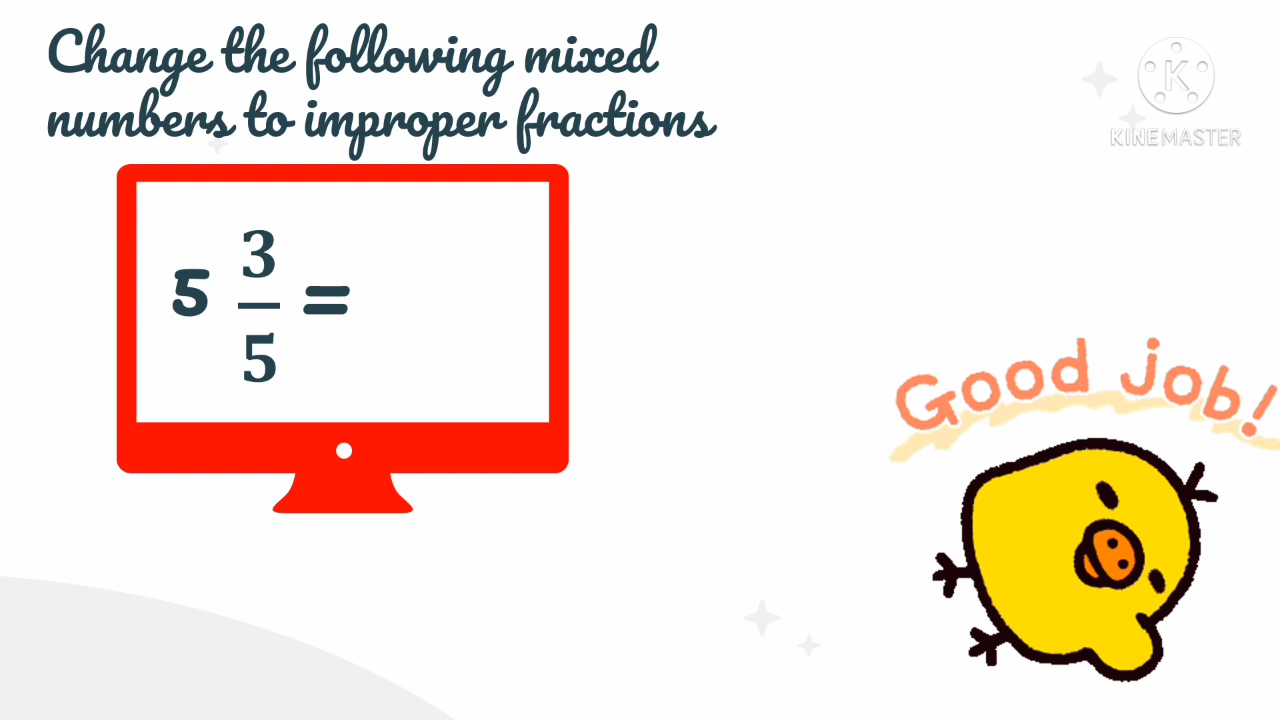 Change the following mixed
numbers to improper fractions
K
KINEMASTER
5 3/5 =
Good job!